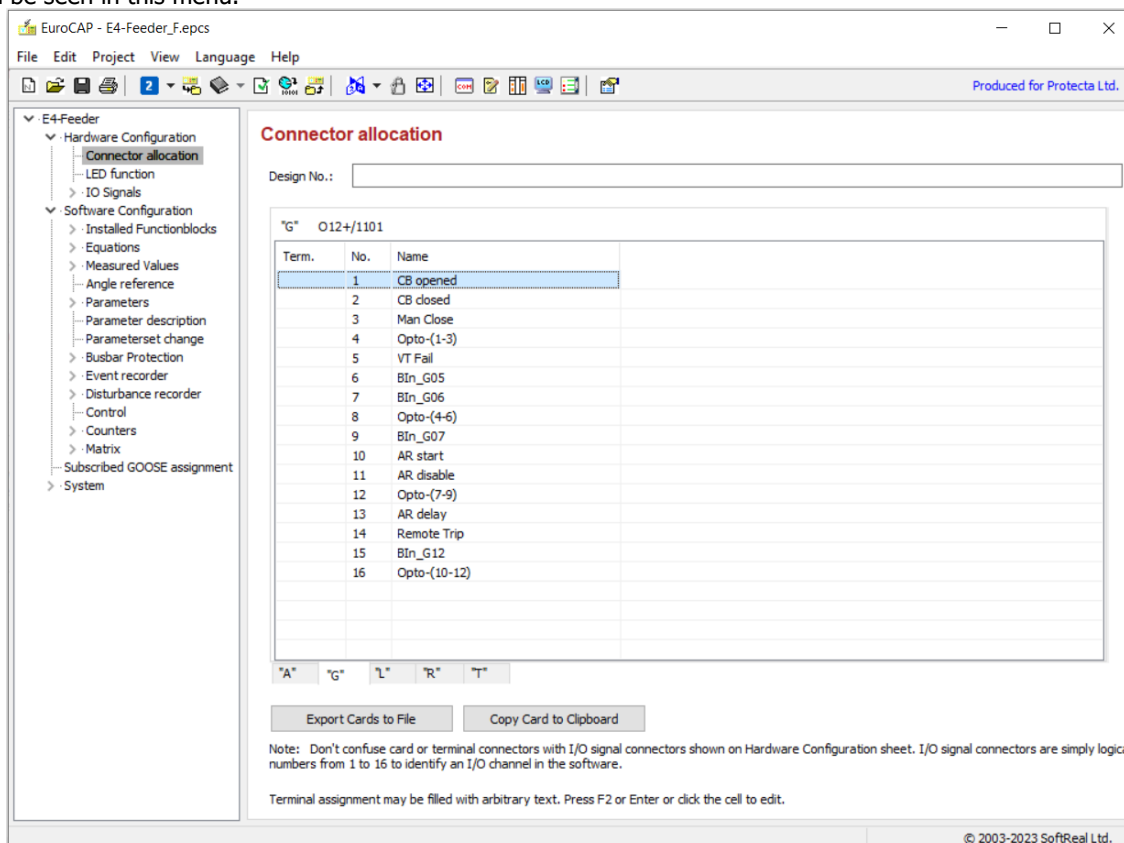 be seen in this menu.
EuroCAP - E4-Feeder_F.epcs
File Edit Project View Language Help
Produced for Protecta Ltd.
E4-Feeder
Hardware Configuration
Connector allocation
LED function
IO Signals
Software Configuration
Installed Functionblocks
Equations
Measured Values
Angle reference
Parameters
Parameter description
Parameterset change
Busbar Protection
Event recorder
Disturbance recorder
Control
Counters
Matrix
Subscribed GOOSE assignment
System
Connector allocation
Design No.:
"G" O12+/1101
Term. No. Name
1 CB opened
2 CB closed
3 Man Close
4 Opto-(1-3)
5 VT Fail
6 BIn_G05
7 BIn_G06
8 Opto-(4-6)
9 BIn_G07
10 AR start
11 AR disable
12 Opto-(7-9)
13 AR delay
14 Remote Trip
15 BIn_G12
16 Opto-(10-12)
"A" "G" "L" "R" "T"
Export Cards to File Copy Card to Clipboard
Note: Don't confuse card or terminal connectors with I/O signal connectors shown on Hardware Configuration sheet. I/O signal connectors are simply logica
numbers from 1 to 16 to identify an I/O channel in the software.
Terminal assignment may be filled with arbitrary text. Press F2 or Enter or click the cell to edit.
© 2003-2023 SoftReal Ltd.